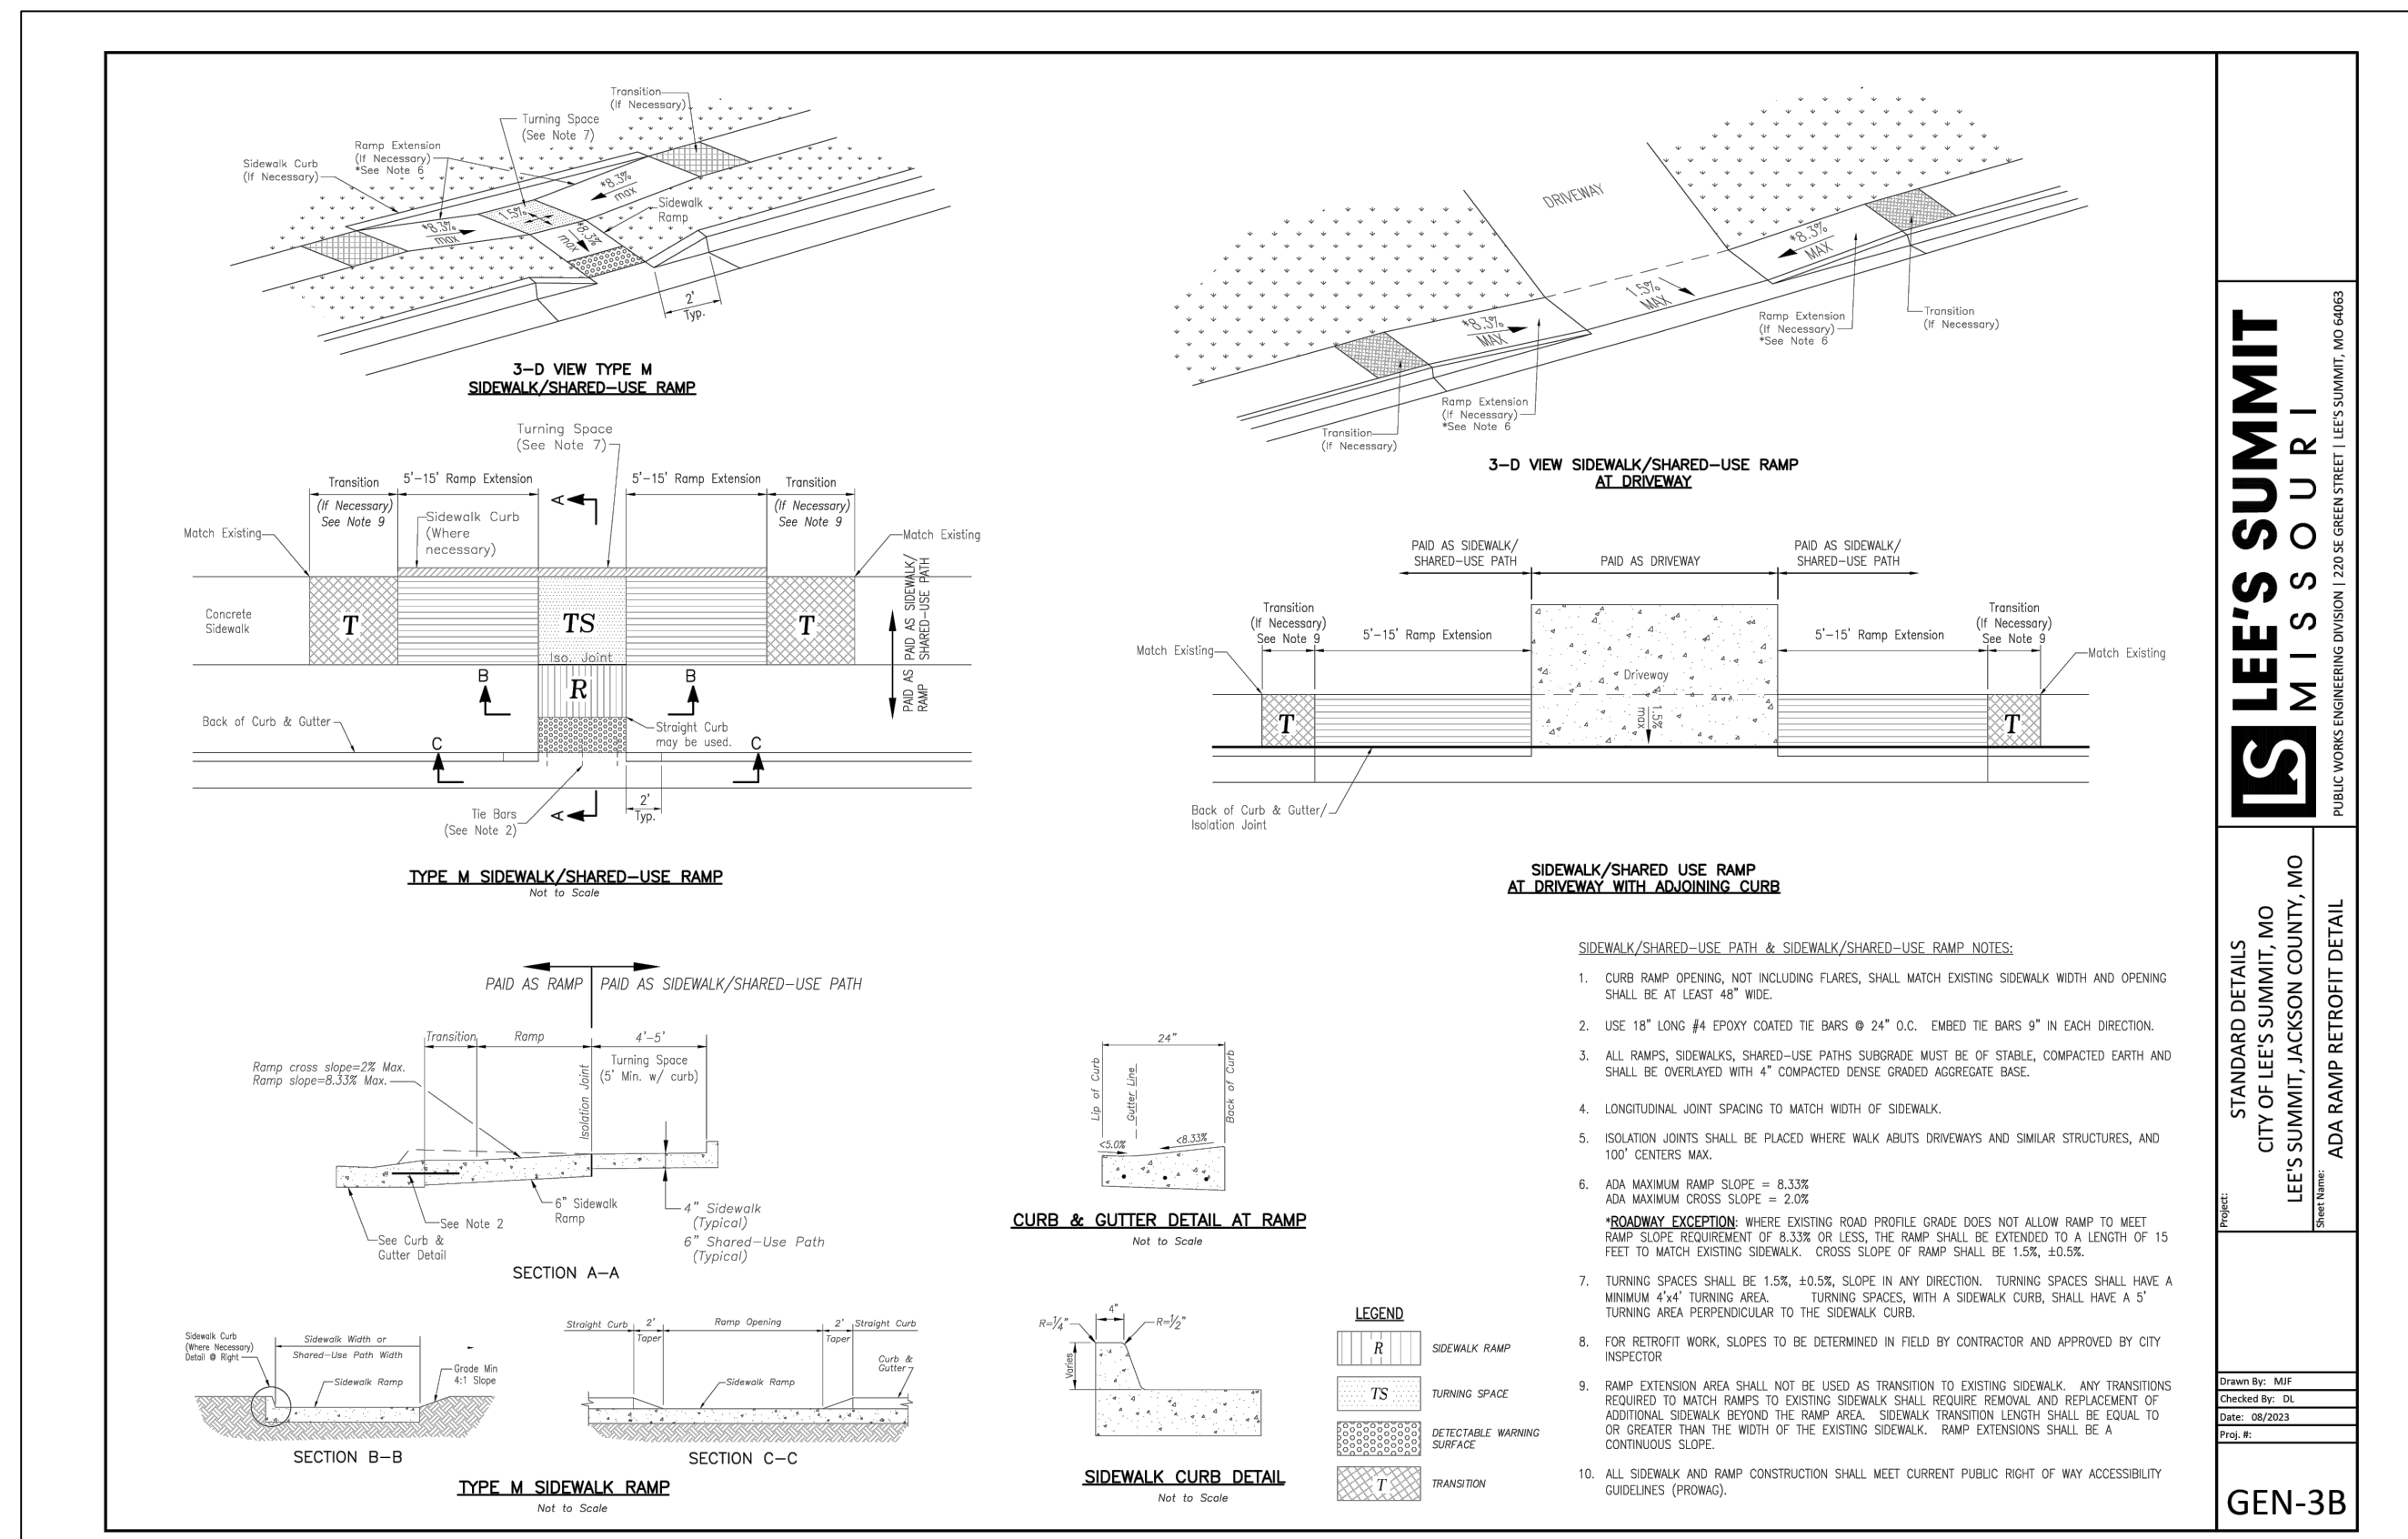 Transition
(If Necessary)
Turning Space
(See Note 7)
Ramp Extension
(If Necessary)
*See Note 6
Sidewalk Curb
(If Necessary)
*8.3%
max
1.5%
Sidewalk
Ramp
*8.3%
max
*8.3%
max
2'
Typ.
3-D VIEW TYPE M
SIDEWALK/SHARED-USE RAMP
DRIVEWAY
*8.3%
MAX
1.5%
MAX
*8.3%
MAX
Ramp Extension
(If Necessary)
*See Note 6
Transition
(If Necessary)
Ramp Extension
(If Necessary)
*See Note 6
Transition
(If Necessary)
3-D VIEW SIDEWALK/SHARED-USE RAMP
AT DRIVEWAY
Turning Space
(See Note 7)
Transition
5'-15' Ramp Extension
A
5'-15' Ramp Extension
Transition
(If Necessary)
See Note 9
Sidewalk Curb
(Where
necessary)
(If Necessary)
See Note 9
Match Existing
Match Existing
Concrete
Sidewalk
T
TS
T
Iso. Joint
PAID AS SIDEWALK/
SHARED-USE PATH
PAID AS
RAMP
B
R
B
Back of Curb & Gutter
Straight Curb
may be used.
C
C
Tie Bars
(See Note 2)
A
2'
Typ.
TYPE M SIDEWALK/SHARED-USE RAMP
Not to Scale
PAID AS SIDEWALK/
SHARED-USE PATH
PAID AS DRIVEWAY
PAID AS SIDEWALK/
SHARED-USE PATH
Transition
(If Necessary)
See Note 9
5'-15' Ramp Extension
5'-15' Ramp Extension
Transition
(If Necessary)
See Note 9
Match Existing
Match Existing
Driveway
T
1.5%
max
T
Back of Curb & Gutter/
Isolation Joint
SIDEWALK/SHARED USE RAMP
AT DRIVEWAY WITH ADJOINING CURB
PAID AS RAMP
PAID AS SIDEWALK/SHARED-USE PATH
Transition
Ramp
4'-5'
Turning Space
(5' Min. w/ curb)
Ramp cross slope=2% Max.
Ramp slope=8.33% Max.
Isolation Joint
6" Sidewalk
Ramp
See Note 2
See Curb &
Gutter Detail
4" Sidewalk
(Typical)
6" Shared-Use Path
(Typical)
SECTION A-A
24"
Lip of Curb
Gutter Line
Back of Curb
<5.0%
<8.33%
CURB & GUTTER DETAIL AT RAMP
Not to Scale
Sidewalk Curb
(Where Necessary)
Detail @ Right
Sidewalk Width or
Shared-Use Path Width
Sidewalk Ramp
Grade Min
4:1 Slope
SECTION B-B
Straight Curb
2'
Taper
Ramp Opening
2'
Taper
Straight Curb
Curb &
Gutter
Sidewalk Ramp
SECTION C-C
TYPE M SIDEWALK RAMP
Not to Scale
4"
R=1/4"
R=1/2"
Varies
SIDEWALK CURB DETAIL
Not to Scale
LEGEND
R
SIDEWALK RAMP
TS
TURNING SPACE
DETECTABLE WARNING
SURFACE
T
TRANSITION
SIDEWALK/SHARED-USE PATH & SIDEWALK/SHARED-USE RAMP NOTES:
1. CURB RAMP OPENING, NOT INCLUDING FLARES, SHALL MATCH EXISTING SIDEWALK WIDTH AND OPENING
SHALL BE AT LEAST 48" WIDE.
2. USE 18" LONG #4 EPOXY COATED TIE BARS @ 24" O.C. EMBED TIE BARS 9" IN EACH DIRECTION.
3. ALL RAMPS, SIDEWALKS, SHARED-USE PATHS SUBGRADE MUST BE OF STABLE, COMPACTED EARTH AND
SHALL BE OVERLAYED WITH 4" COMPACTED DENSE GRADED AGGREGATE BASE.
4. LONGITUDINAL JOINT SPACING TO MATCH WIDTH OF SIDEWALK.
5. ISOLATION JOINTS SHALL BE PLACED WHERE WALK ABUTS DRIVEWAYS AND SIMILAR STRUCTURES, AND
100' CENTERS MAX.
6. ADA MAXIMUM RAMP SLOPE = 8.33%
ADA MAXIMUM CROSS SLOPE = 2.0%
*ROADWAY EXCEPTION: WHERE EXISTING ROAD PROFILE GRADE DOES NOT ALLOW RAMP TO MEET
RAMP SLOPE REQUIREMENT OF 8.33% OR LESS, THE RAMP SHALL BE EXTENDED TO A LENGTH OF 15
FEET TO MATCH EXISTING SIDEWALK. CROSS SLOPE OF RAMP SHALL BE 1.5%, ±0.5%.
7. TURNING SPACES SHALL BE 1.5%, ±0.5%, SLOPE IN ANY DIRECTION. TURNING SPACES SHALL HAVE A
MINIMUM 4'x4' TURNING AREA. TURNING SPACES, WITH A SIDEWALK CURB, SHALL HAVE A 5'
TURNING AREA PERPENDICULAR TO THE SIDEWALK CURB.
8. FOR RETROFIT WORK, SLOPES TO BE DETERMINED IN FIELD BY CONTRACTOR AND APPROVED BY CITY
INSPECTOR
9. RAMP EXTENSION AREA SHALL NOT BE USED AS TRANSITION TO EXISTING SIDEWALK. ANY TRANSITIONS
REQUIRED TO MATCH RAMPS TO EXISTING SIDEWALK SHALL REQUIRE REMOVAL AND REPLACEMENT OF
ADDITIONAL SIDEWALK BEYOND THE RAMP AREA. SIDEWALK TRANSITION LENGTH SHALL BE EQUAL TO
OR GREATER THAN THE WIDTH OF THE EXISTING SIDEWALK. RAMP EXTENSIONS SHALL BE A
CONTINUOUS SLOPE.
10. ALL SIDEWALK AND RAMP CONSTRUCTION SHALL MEET CURRENT PUBLIC RIGHT OF WAY ACCESSIBILITY
GUIDELINES (PROWAG).
LS
LEE'S SUMMIT
MISSOURI
PUBLIC WORKS ENGINEERING DIVISION | 220 SE GREEN STREET | LEE'S SUMMIT, MO 64063
Project:
STANDARD DETAILS
CITY OF LEE'S SUMMIT, MO
LEE'S SUMMIT, JACKSON COUNTY, MO
Sheet Name:
ADA RAMP RETROFIT DETAIL
Drawn By: MJF
Checked By: DL
Date: 08/2023
Proj. #:
GEN-3B